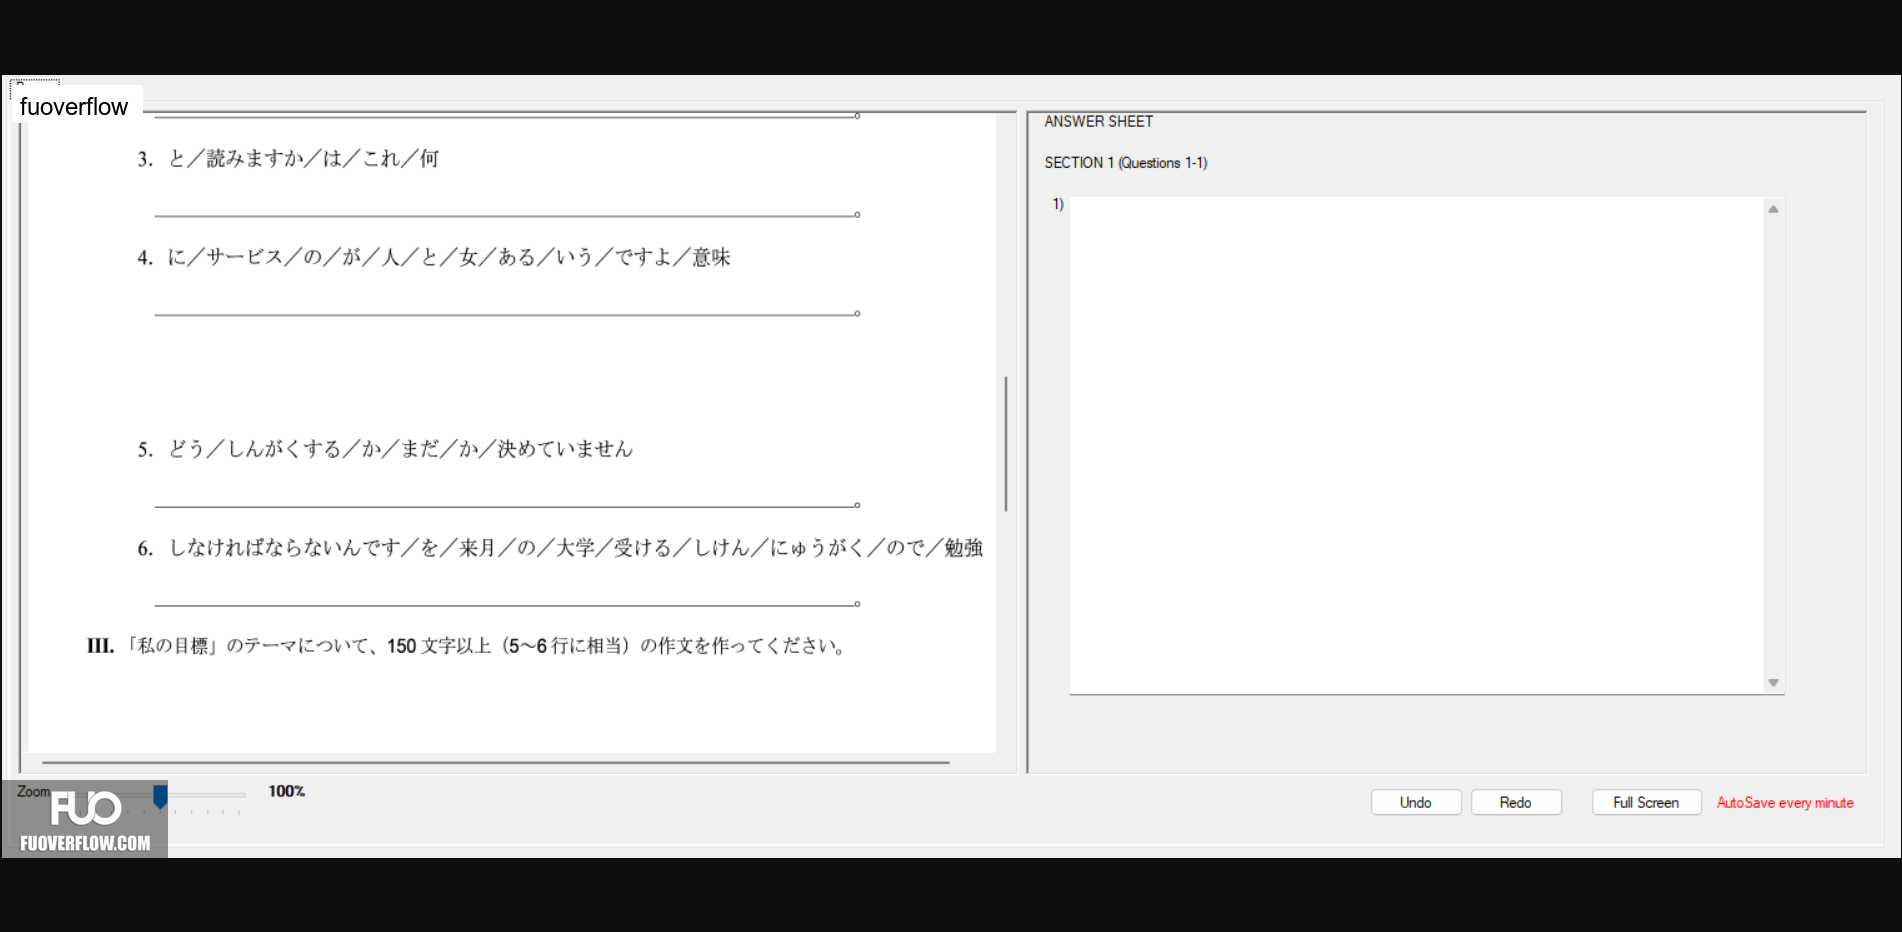 fuoverflow
3. と／読みますか／は／これ／何
。
4. に／サービス／の／が／人／と／女／ある／いう／ですよ／意味
。
5. どう／しんがくする／か／まだ／か／決めていません
。
6. しなければならないんです／を／来月／の／大学／受ける／しけん／にゅうがく／ので／勉強
。
III. 「私の目標」のテーマについて、150 文字以上（5～6 行に相当）の作文を作ってください。
Zoom
100%
FUO
FUOVERFLOW.COM
ANSWER SHEET
SECTION 1 (Questions 1-1)
1)
Undo
Redo
Full Screen
AutoSave every minute